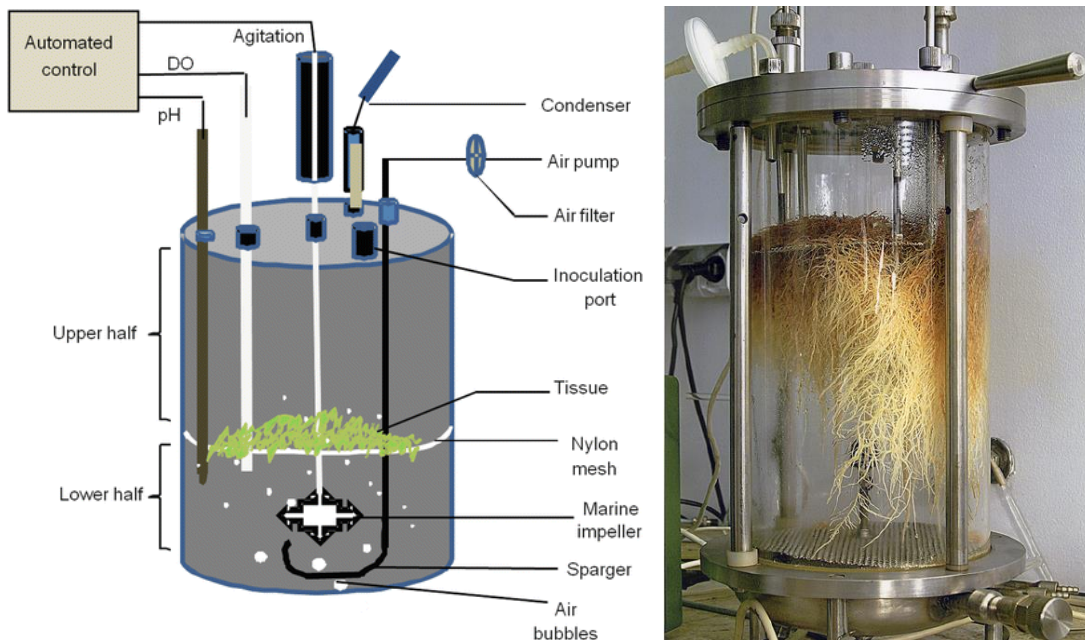 Automated
control
Agitation
DO
pH
Condenser
Air pump
Air filter
Inoculation
port
Upper half
Tissue
Nylon
mesh
Lower half
Marine
impeller
Sparger
Air
bubbles